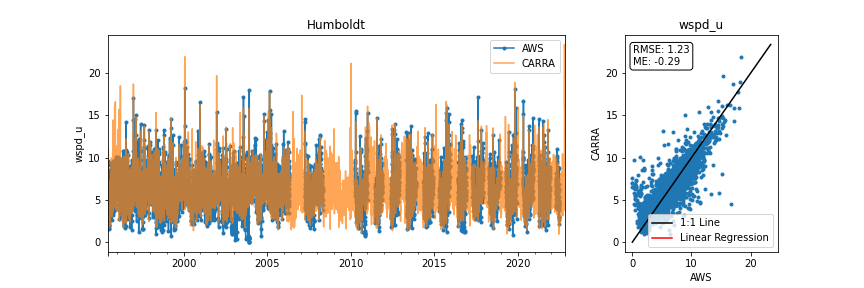 Humboldt
wspd_u
20
15
10
5
0
2000
2005
2010
2015
2020
AWS
CARRA
wspd_u
CARRA
20
15
10
5
0
0
10
20
AWS
RMSE: 1.23
ME: -0.29
1:1 Line
Linear Regression